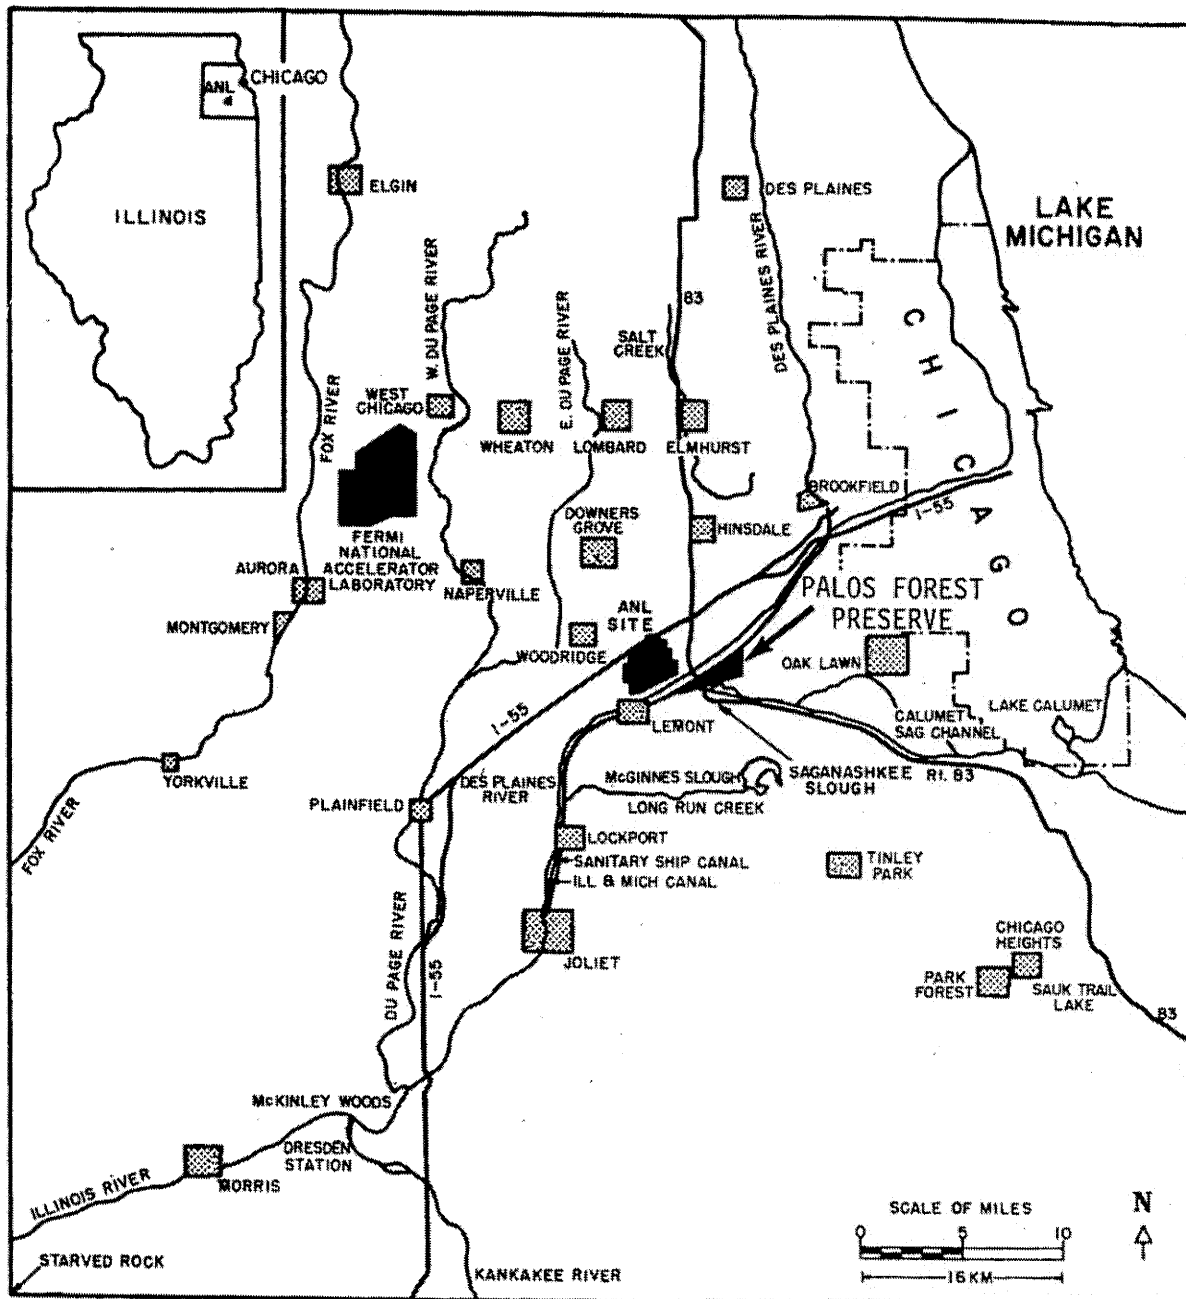 CHICAGO
ANL
ILLINOIS
ELGIN
DES PLAINES
LAKE
MICHIGAN
W. DU PAGE RIVER
83
SALT
CREEK
E. DU PAGE RIVER
DES PLAINES RIVER
CHICAGO
FOX RIVER
WEST
CHICAGO
WHEATON
LOMBARD
ELMHURST
BROOKFIELD
I-55
DOWNERS
GROVE
HINSDALE
FERMI
NATIONAL
ACCELERATOR
LABORATORY
AURORA
NAPERVILLE
PALOS FOREST
PRESERVE
ANL
SITE
MONTGOMERY
WOODRIDGE
OAK LAWN
I-55
LEMONT
CALUMET
SAG CHANNEL
LAKE CALUMET
YORKVILLE
DES PLAINES
RIVER
McGINNES SLOUGH
SAGANASHKEE
SLOUGH
RT. 83
PLAINFIELD
LONG RUN CREEK
FOX RIVER
LOCKPORT
SANITARY SHIP CANAL
ILL & MICH CANAL
TINLEY
PARK
DU PAGE RIVER
I-55
JOLIET
CHICAGO
HEIGHTS
PARK
FOREST
SAUK TRAIL
LAKE
83
McKINLEY WOODS
DRESDEN
STATION
ILLINOIS RIVER
MORRIS
STARVED ROCK
KANKAKEE RIVER
SCALE OF MILES
0 5 10
16 KM
N